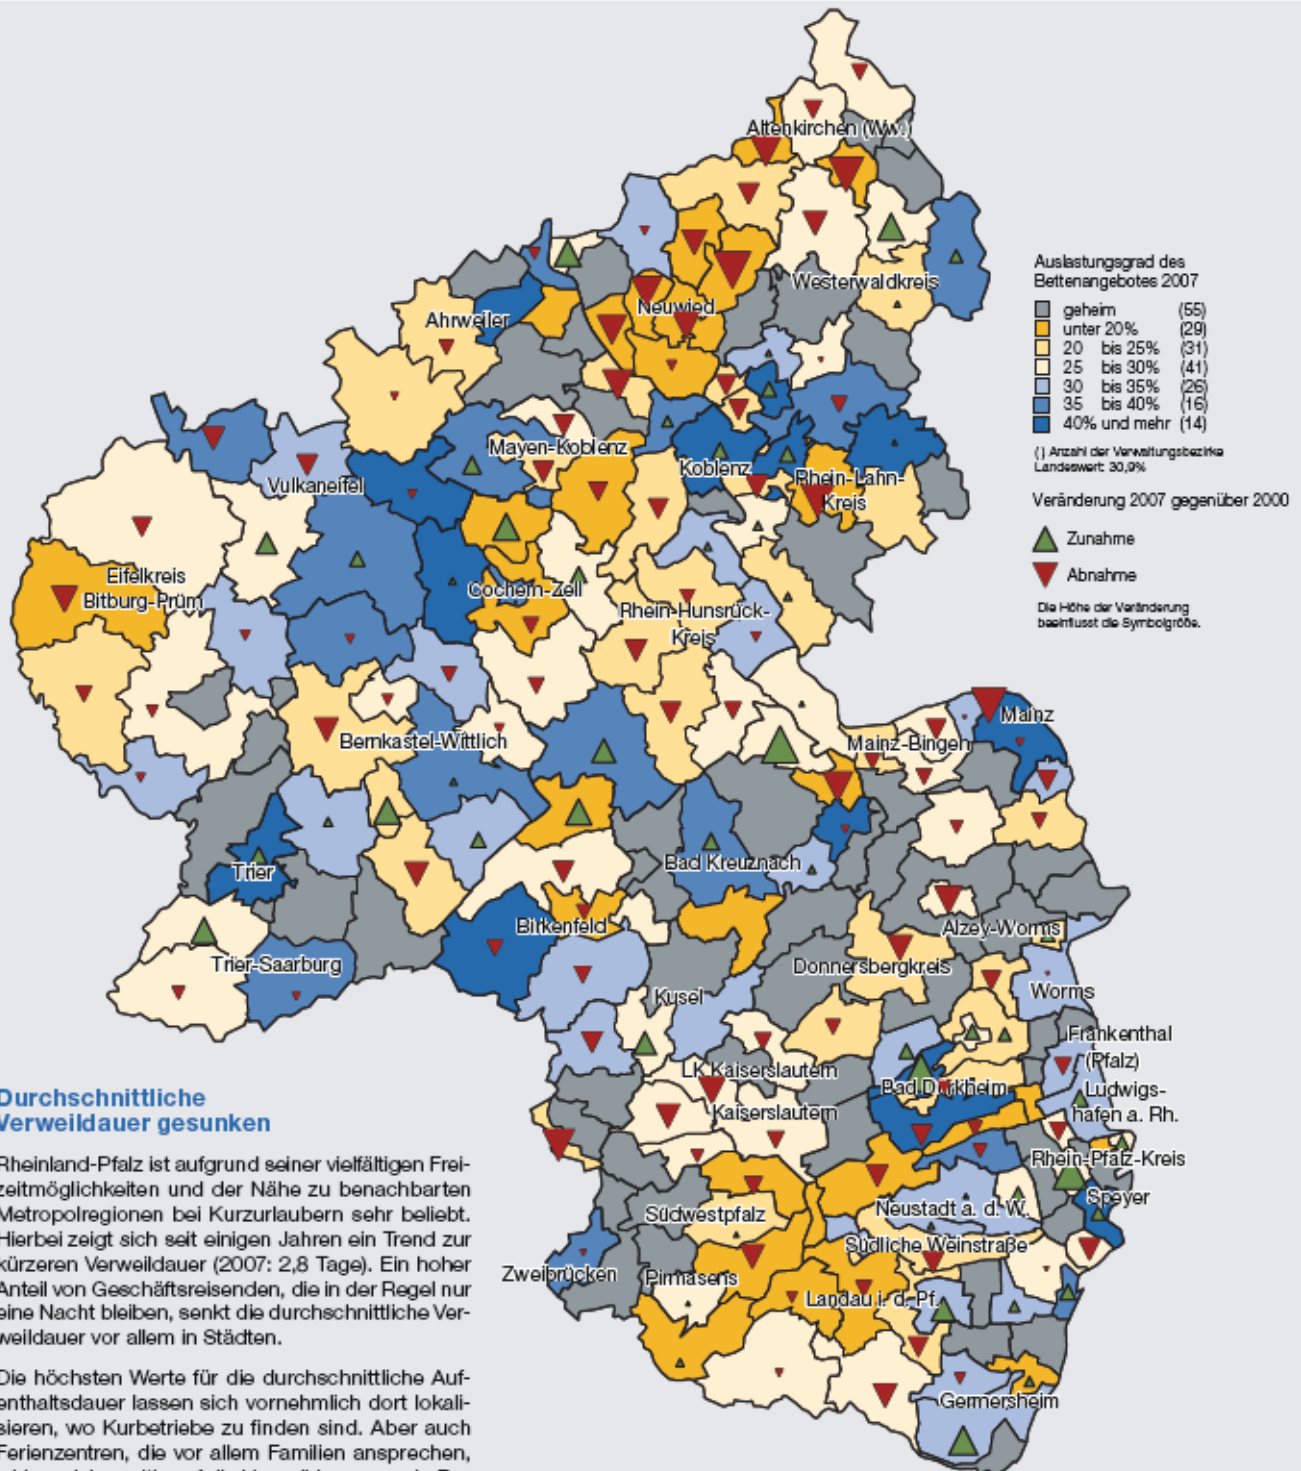 Altenkirchen (Ww.)
Westerwaldkreis
Neuwied
Ahrweiler
Auslastungsgrad des
Bettenangebotes 2007
geheim (55)
unter 20% (29)
20 bis 25% (31)
25 bis 30% (41)
30 bis 35% (26)
35 bis 40% (16)
40% und mehr (14)
( ) Anzahl der Verwaltungsbezirke
Landeswert: 30,9%
Veränderung 2007 gegenüber 2000
Zunahme
Abnahme
Die Höhe der Veränderung
beeinflusst die Symbolgröße.
Mayen-Koblenz
Koblenz
Rhein-Lahn-
Kreis
Vulkaneifel
Eifelkreis
Bitburg-Prüm
Cochem-Zell
Rhein-Hunsrück-
Kreis
Bernkastel-Wittlich
Mainz
Mainz-Bingen
Trier
Bad Kreuznach
Birkenfeld
Alzey-Worms
Trier-Saarburg
Donnersbergkreis
Kusel
Worms
Frankenthal
(Pfalz)
LK Kaiserslautern
Bad Dürkheim
Ludwigs-
hafen a. Rh.
Kaiserslautern
Rhein-Pfalz-Kreis
Speyer
Südwestpfalz
Neustadt a. d. W.
Südliche Weinstraße
Zweibrücken
Pirmasens
Landau i. d. Pf.
Germersheim
Durchschnittliche
Verweildauer gesunken
Rheinland-Pfalz ist aufgrund seiner vielfältigen Frei-
zeitmöglichkeiten und der Nähe zu benachbarten
Metropolregionen bei Kurzurlaubern sehr beliebt.
Hierbei zeigt sich seit einigen Jahren ein Trend zur
kürzeren Verweildauer (2007: 2,8 Tage). Ein hoher
Anteil von Geschäftsreisenden, die in der Regel nur
eine Nacht bleiben, senkt die durchschnittliche Ver-
weildauer vor allem in Städten.
Die höchsten Werte für die durchschnittliche Auf-
enthaltsdauer lassen sich vornehmlich dort lokali-
sieren, wo Kurbetriebe zu finden sind. Aber auch
Ferienzentren, die vor allem Familien ansprechen,